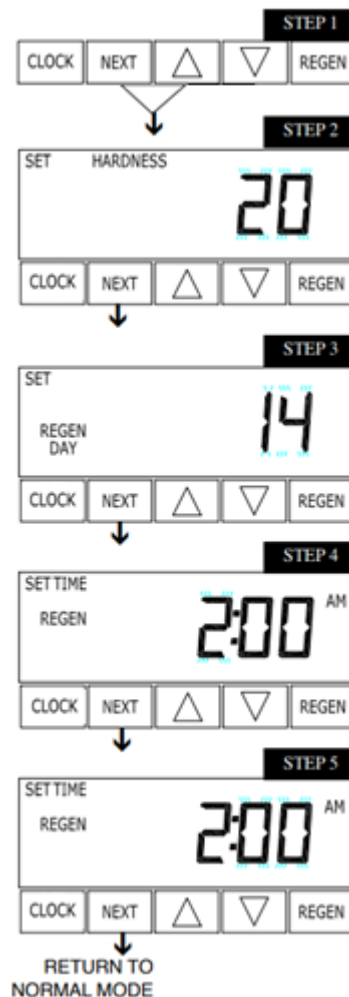 STEP 1
CLOCK NEXT REGEN
STEP 2
SET HARDNESS
20
CLOCK NEXT REGEN
STEP 3
SET
14
REGEN
DAY
CLOCK NEXT REGEN
STEP 4
SET TIME
REGEN 2:00 AM
CLOCK NEXT REGEN
STEP 5
SET TIME
REGEN 2:00 AM
CLOCK NEXT REGEN
RETURN TO
NORMAL MODE